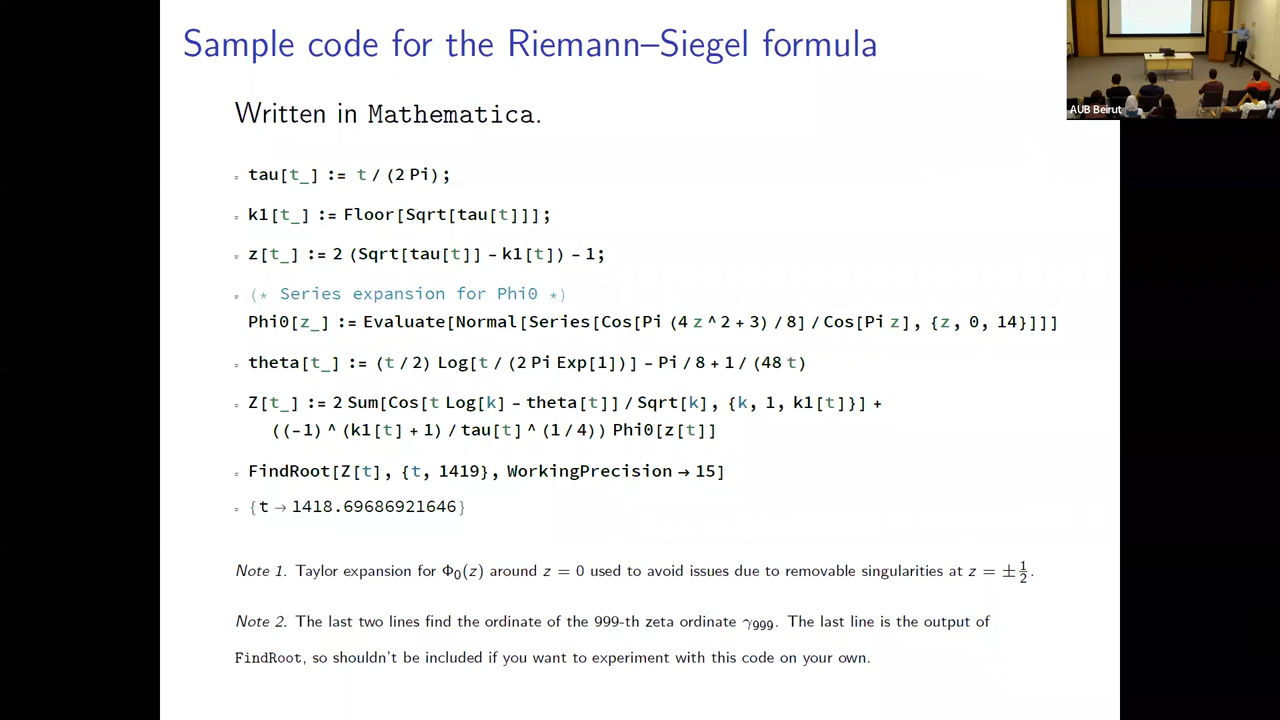 Sample code for the Riemann–Siegel formula
AUB Beirut
Written in Mathematica.
tau[t_] := t / (2 Pi);
k1[t_] := Floor[Sqrt[tau[t]]];
z[t_] := 2 (Sqrt[tau[t]] - k1[t]) - 1;
(* Series expansion for Phi0 *)
Phi0[z_] := Evaluate[Normal[Series[Cos[Pi (4 z ^ 2 + 3) / 8] / Cos[Pi z], {z, 0, 14}]]]
theta[t_] := (t / 2) Log[t / (2 Pi Exp[1])] - Pi / 8 + 1 / (48 t)
Z[t_] := 2 Sum[Cos[t Log[k] - theta[t]] / Sqrt[k], {k, 1, k1[t]}] +
((-1) ^ (k1[t] + 1) / tau[t] ^ (1 / 4)) Phi0[z[t]]
FindRoot[Z[t], {t, 1419}, WorkingPrecision → 15]
{t → 1418.69686921646}
Note 1. Taylor expansion for Φ₀(z) around z = 0 used to avoid issues due to removable singularities at z = ±½.
Note 2. The last two lines find the ordinate of the 999-th zeta ordinate γ₉₉₉. The last line is the output of
FindRoot, so shouldn't be included if you want to experiment with this code on your own.